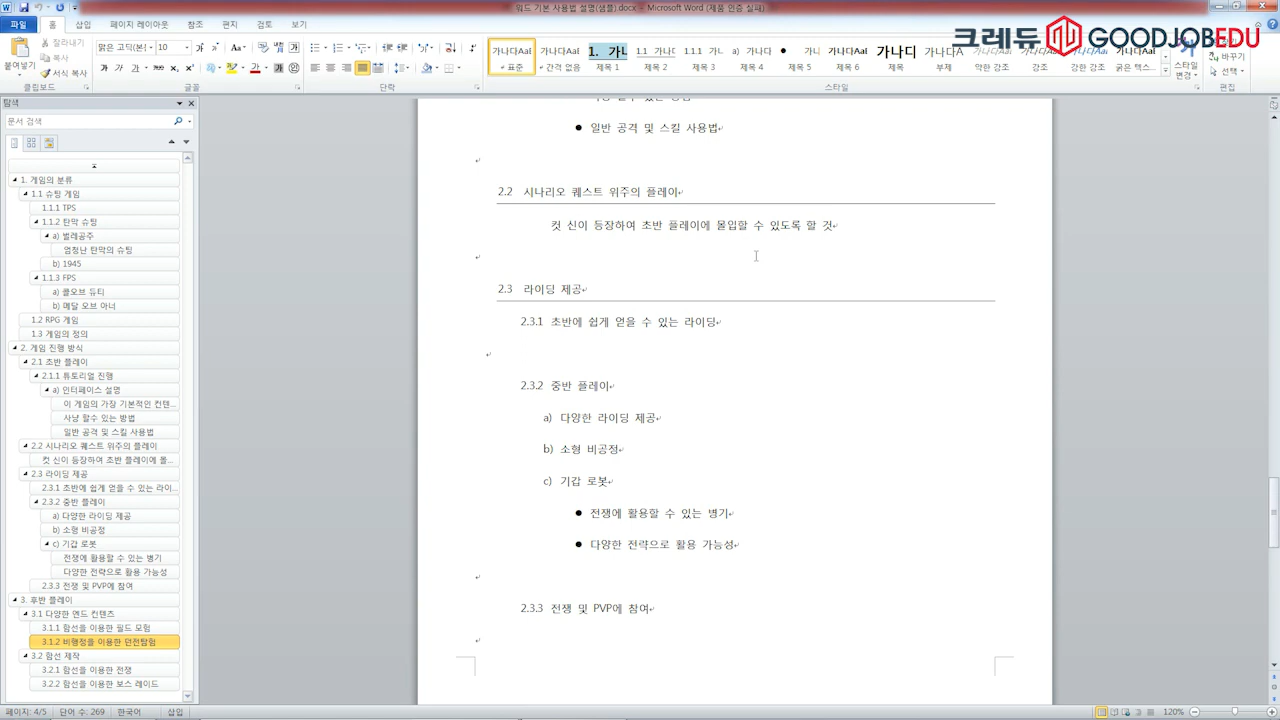 워드 기본 사용법 설명(샘플).docx - Microsoft Word (제품 인증 실패)
파일 홈 삽입 페이지 레이아웃 참조 편지 검토 보기
크레듀 GOODJOBEDU
붙여넣기
잘라내기
복사
서식 복사
맑은 고딕(본 10
가나다AaI 가나다AaI 1. 가나 1.1 가나디 1.1.1 가나 a) 가나다 ● 가니 가나다AaI 가나디 가나다A
표준 간격 없음 제목 1 제목 2 제목 3 제목 4 제목 5 제목 6 제목 부제 약한 강조 강조 강한 강조 굵은 텍스...
스타일 변경
바꾸기
선택
클립보드 글꼴 단락 스타일 편집
탐색
문서 검색
1. 게임의 분류
1.1 슈팅 게임
1.1.1 TPS
1.1.2 탄막 슈팅
a) 벌레공주
엄청난 탄막의 슈팅
b) 1945
1.1.3 FPS
a) 콜오브 듀티
b) 메달 오브 아너
1.2 RPG 게임
1.3 게임의 정의
2. 게임 진행 방식
2.1 초반 플레이
2.1.1 튜토리얼 진행
a) 인터페이스 설명
이 게임의 가장 기본적인 컨텐...
사냥 할수 있는 방법
일반 공격 및 스킬 사용법
2.2 시나리오 퀘스트 위주의 플레이
컷 신이 등장하여 초반 플레이에 몰...
2.3 라이딩 제공
2.3.1 초반에 쉽게 얻을 수 있는 라이...
2.3.2 중반 플레이
a) 다양한 라이딩 제공
b) 소형 비공정
c) 기갑 로봇
전쟁에 활용할 수 있는 병기
다양한 전략으로 활용 가능성
2.3.3 전쟁 및 PVP에 참여
3. 후반 플레이
3.1 다양한 엔드 컨텐츠
3.1.1 함선을 이용한 필드 모험
3.1.2 비행정을 이용한 던전탐험
3.2 함선 제작
3.2.1 함선을 이용한 전쟁
3.2.2 함선을 이용한 보스 레이드
● 일반 공격 및 스킬 사용법
2.2 시나리오 퀘스트 위주의 플레이
컷 신이 등장하여 초반 플레이에 몰입할 수 있도록 할 것
2.3 라이딩 제공
2.3.1 초반에 쉽게 얻을 수 있는 라이딩
2.3.2 중반 플레이
a) 다양한 라이딩 제공
b) 소형 비공정
c) 기갑 로봇
● 전쟁에 활용할 수 있는 병기
● 다양한 전략으로 활용 가능성
2.3.3 전쟁 및 PVP에 참여
페이지: 4/5 단어 수: 269 한국어 삽입 120%